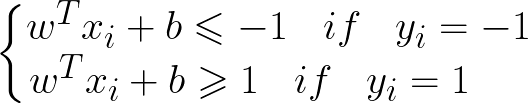 w^T x_i + b ⩽ −1 if y_i = −1
w^T x_i + b ⩾ 1 if y_i = 1